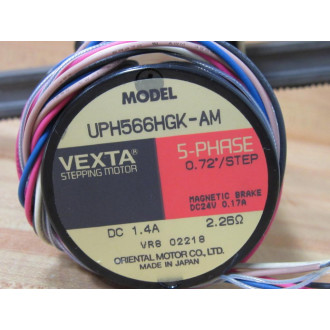 MODEL
UPH566HGK-AM
VEXTA®
STEPPING MOTOR
5-PHASE
0.72°/STEP
MAGNETIC BRAKE
DC24V 0.17A
DC 1.4A 2.26Ω
VR8 02218
ORIENTAL MOTOR CO., LTD.
MADE IN JAPAN